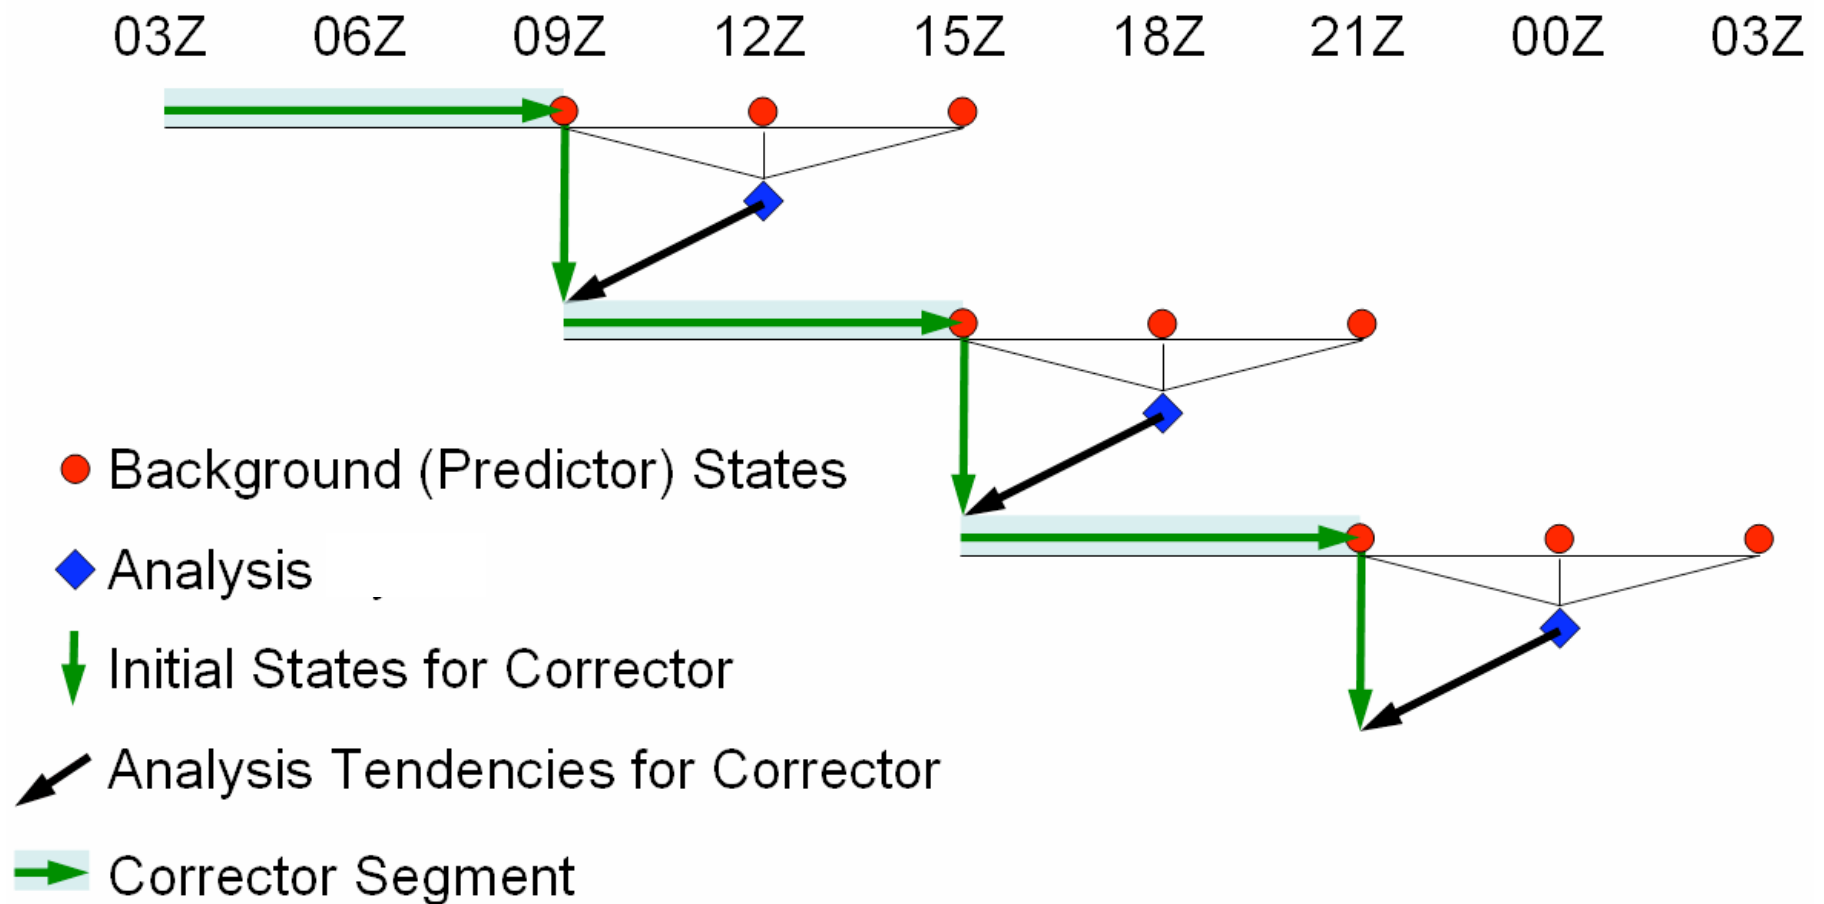 03Z 06Z 09Z 12Z 15Z 18Z 21Z 00Z 03Z
Background (Predictor) States
Analysis
Initial States for Corrector
Analysis Tendencies for Corrector
Corrector Segment